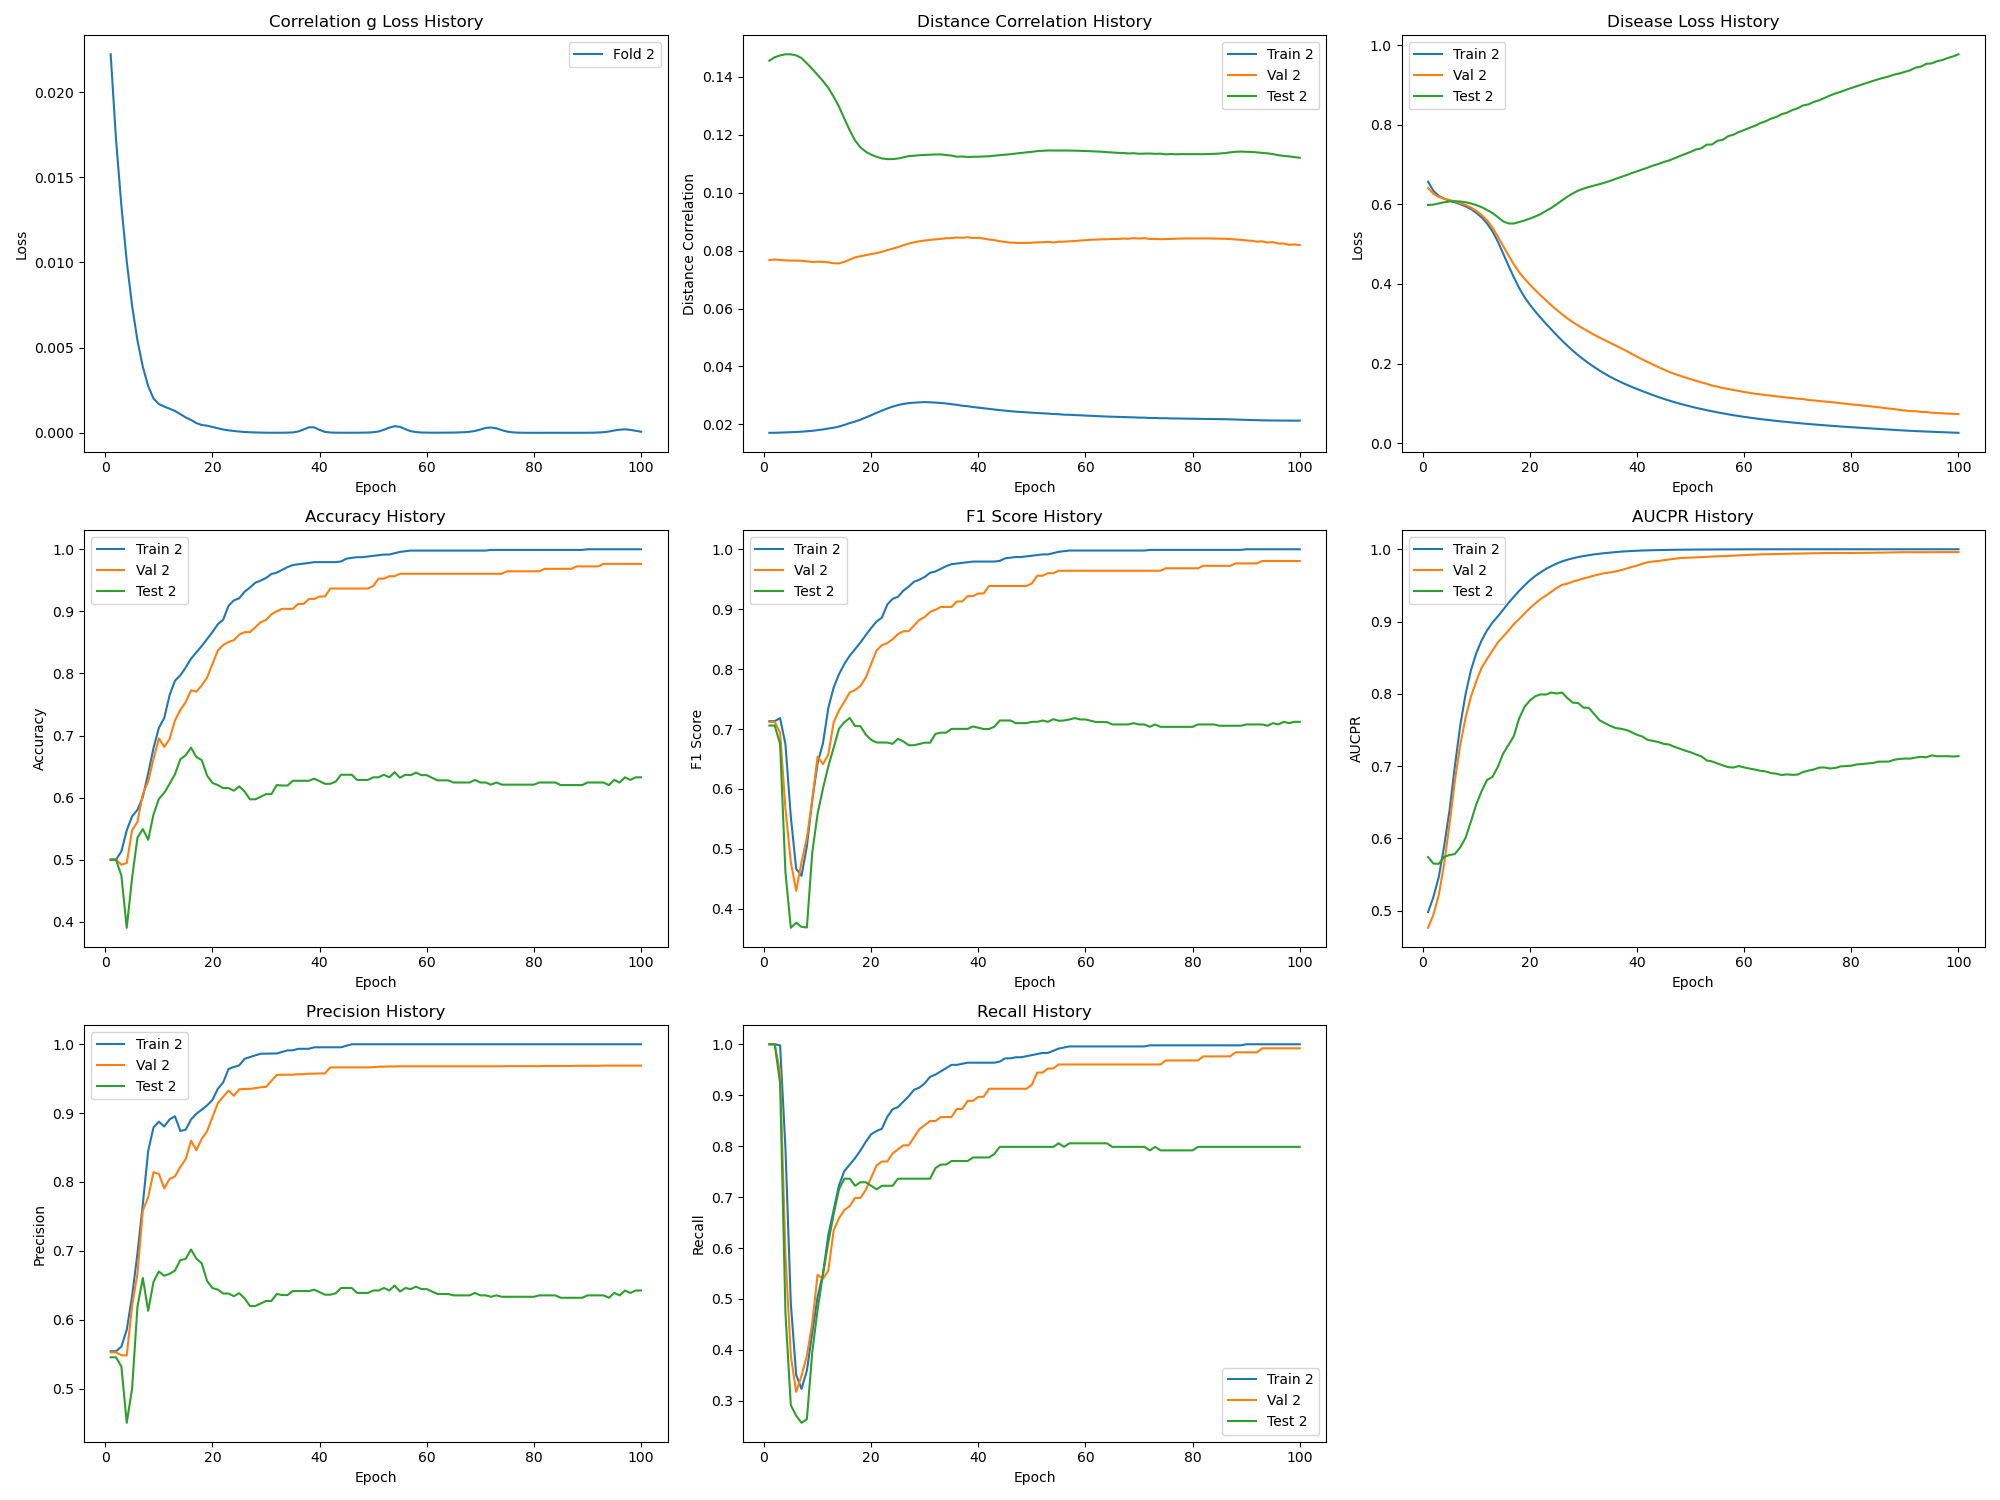 Correlation g Loss History
Fold 2
0.020
0.015
0.010
0.005
0.000
Loss
0 20 40 60 80 100
Epoch
Distance Correlation History
Train 2
Val 2
Test 2
0.14
0.12
0.10
0.08
0.06
0.04
0.02
Distance Correlation
0 20 40 60 80 100
Epoch
Disease Loss History
Train 2
Val 2
Test 2
1.0
0.8
0.6
0.4
0.2
0.0
Loss
0 20 40 60 80 100
Epoch
Accuracy History
Train 2
Val 2
Test 2
1.0
0.9
0.8
0.7
0.6
0.5
0.4
Accuracy
0 20 40 60 80 100
Epoch
F1 Score History
Train 2
Val 2
Test 2
1.0
0.9
0.8
0.7
0.6
0.5
0.4
F1 Score
0 20 40 60 80 100
Epoch
AUCPR History
Train 2
Val 2
Test 2
1.0
0.9
0.8
0.7
0.6
0.5
AUCPR
0 20 40 60 80 100
Epoch
Precision History
Train 2
Val 2
Test 2
1.0
0.9
0.8
0.7
0.6
0.5
Precision
0 20 40 60 80 100
Epoch
Recall History
1.0
0.9
0.8
0.7
0.6
0.5
0.4
0.3
Recall
Train 2
Val 2
Test 2
0 20 40 60 80 100
Epoch